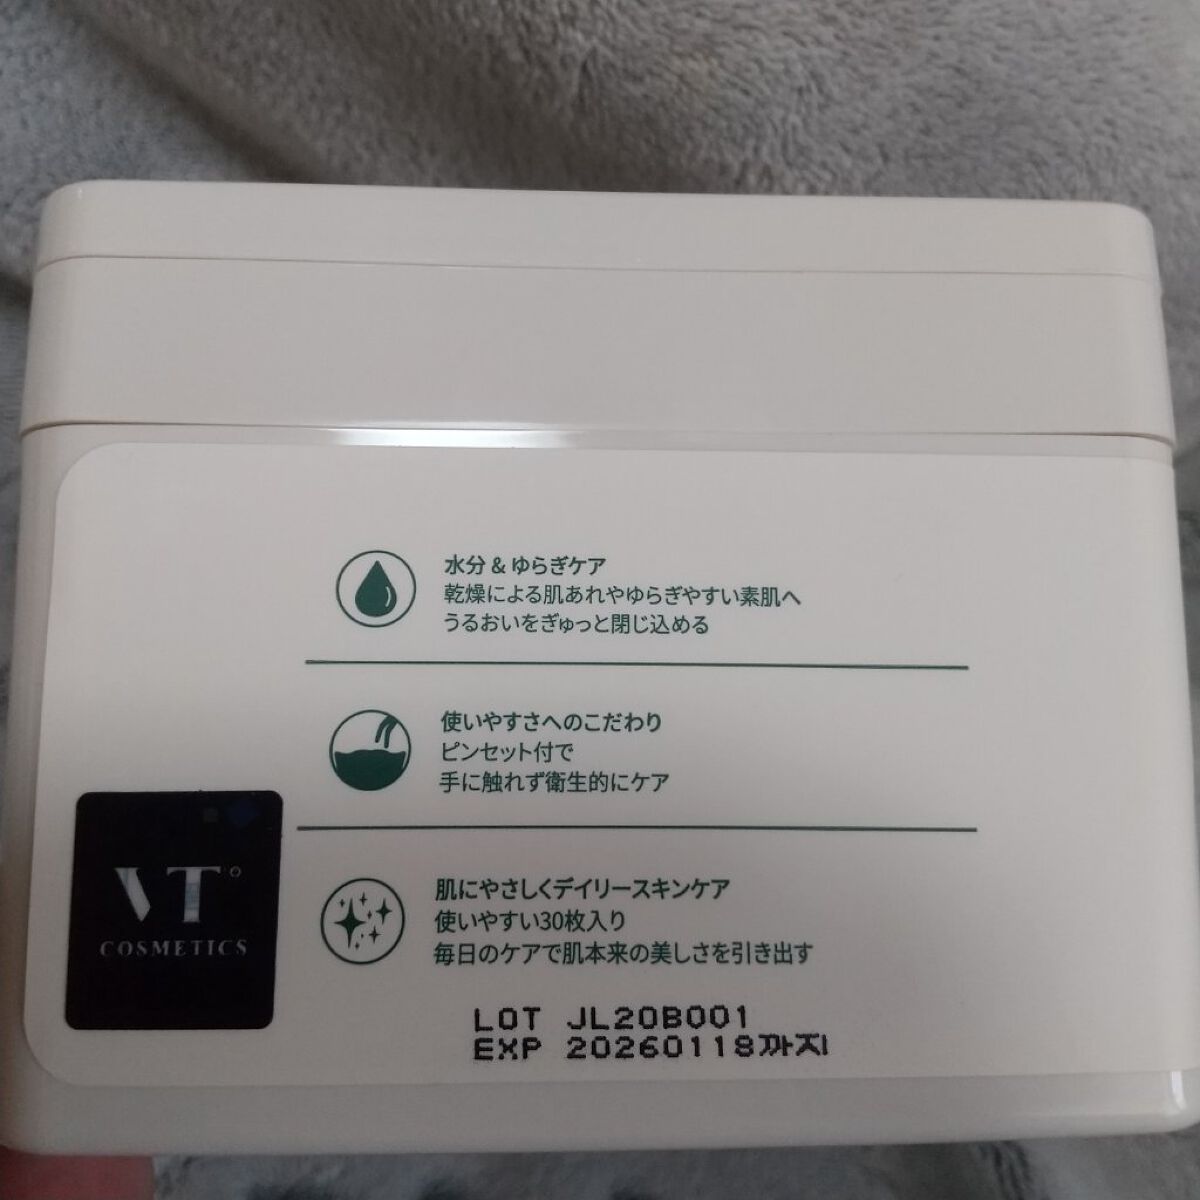 水分 & ゆらぎケア
乾燥による肌あれやゆらぎやすい素肌へ
うるおいをぎゅっと閉じ込める
使いやすさへのこだわり
ピンセット付で
手に触れず衛生的にケア
VT
COSMETICS
肌にやさしくデイリースキンケア
使いやすい30枚入り
毎日のケアで肌本来の美しさを引き出す
LOT JL20B001
EXP 20260118까지